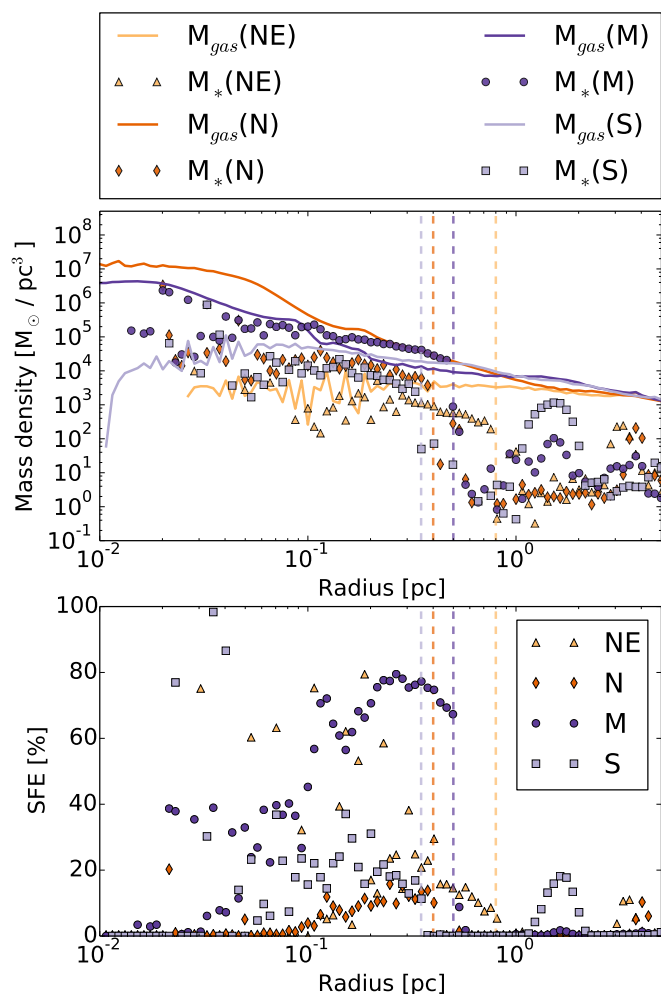 M_gas(NE) M_gas(M)
M_*(NE) M_*(M)
M_gas(N) M_gas(S)
M_*(N) M_*(S)
Mass density [M_⊙ / pc^3]
10^8
10^7
10^6
10^5
10^4
10^3
10^2
10^1
10^0
10^-1
10^-2 10^-1 10^0
Radius [pc]
SFE [%]
100
80
60
40
20
0
NE
N
M
S
10^-2 10^-1 10^0
Radius [pc]